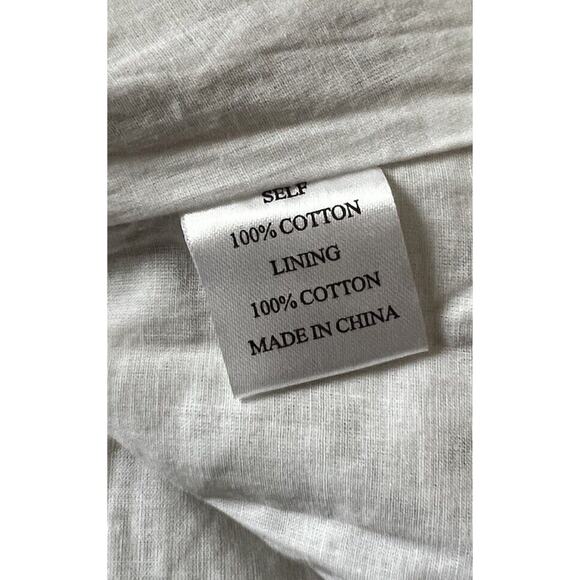 SELF
100% COTTON
LINING
100% COTTON
MADE IN CHINA